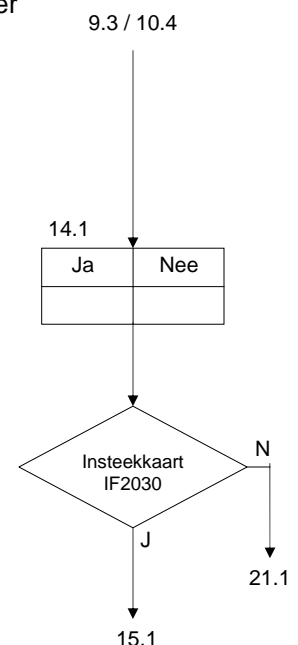 er
9.3 / 10.4
14.1
Ja Nee
Insteekkaart
IF2030
N
J
21.1
15.1